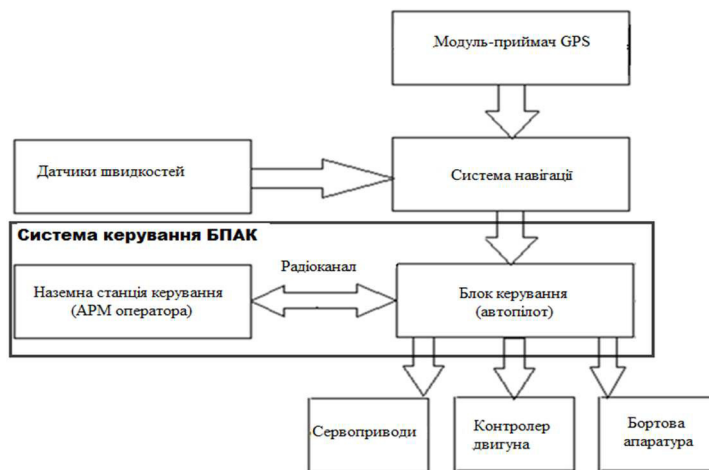 Модуль-приймач GPS
Датчики швидкостей
Система навігації
Система керування БПАК
Радіоканал
Наземна станція керування
(АРМ оператора)
Блок керування
(автопілот)
Сервоприводи
Контролер
двигуна
Бортова
апаратура